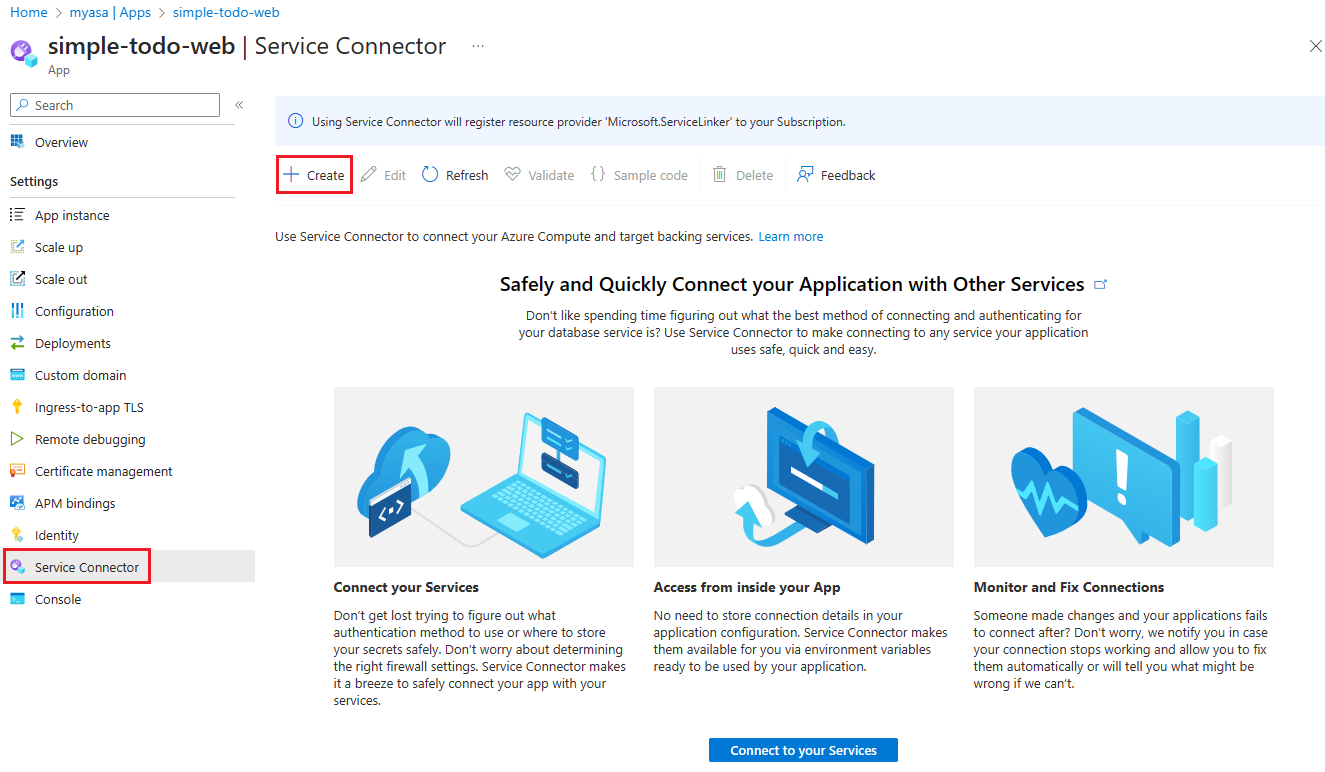 Home > myasa | Apps > simple-todo-web
simple-todo-web | Service Connector ...
App
Search «
Overview
Settings
App instance
Scale up
Scale out
Configuration
Deployments
Custom domain
Ingress-to-app TLS
Remote debugging
Certificate management
APM bindings
Identity
Service Connector
Console
Using Service Connector will register resource provider 'Microsoft.ServiceLinker' to your Subscription.
Create Edit Refresh Validate {} Sample code Delete Feedback
Use Service Connector to connect your Azure Compute and target backing services. Learn more
Safely and Quickly Connect your Application with Other Services
Don't like spending time figuring out what the best method of connecting and authenticating for
your database service is? Use Service Connector to make connecting to any service your application
uses safe, quick and easy.
Connect your Services
Don't get lost trying to figure out what
authentication method to use or where to store
your secrets safely. Don't worry about determining
the right firewall settings. Service Connector makes
it a breeze to safely connect your app with your
services.
Access from inside your App
No need to store connection details in your
application configuration. Service Connector makes
them available for you via environment variables
ready to be used by your application.
Monitor and Fix Connections
Someone made changes and your applications fails
to connect after? Don't worry, we notify you in case
your connection stops working and allow you to fix
them automatically or will tell you what might be
wrong if we can't.
Connect to your Services